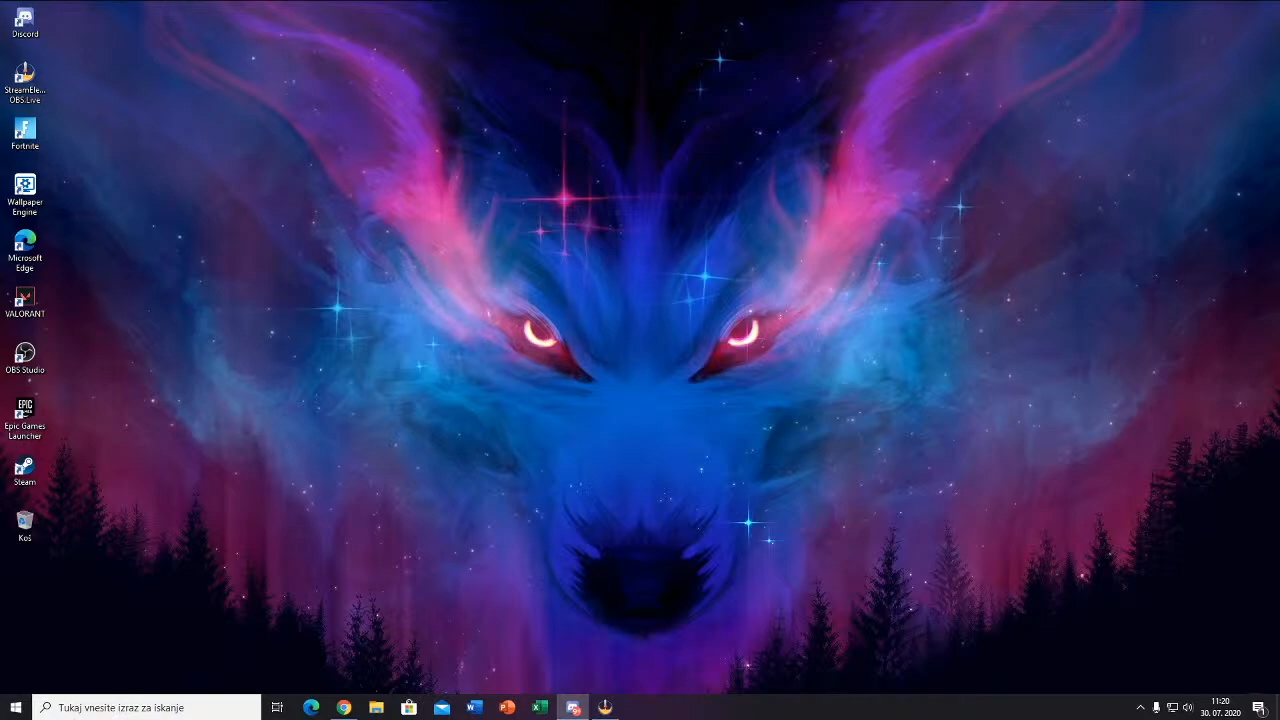 Discord
StreamEle...
OBS.Live
Fortnite
Wallpaper
Engine
Microsoft
Edge
VALORANT
OBS Studio
EPIC
Epic Games
Launcher
Steam
Koš
Tukaj vnesite izraz za iskanje
11:20
30. 07. 2020